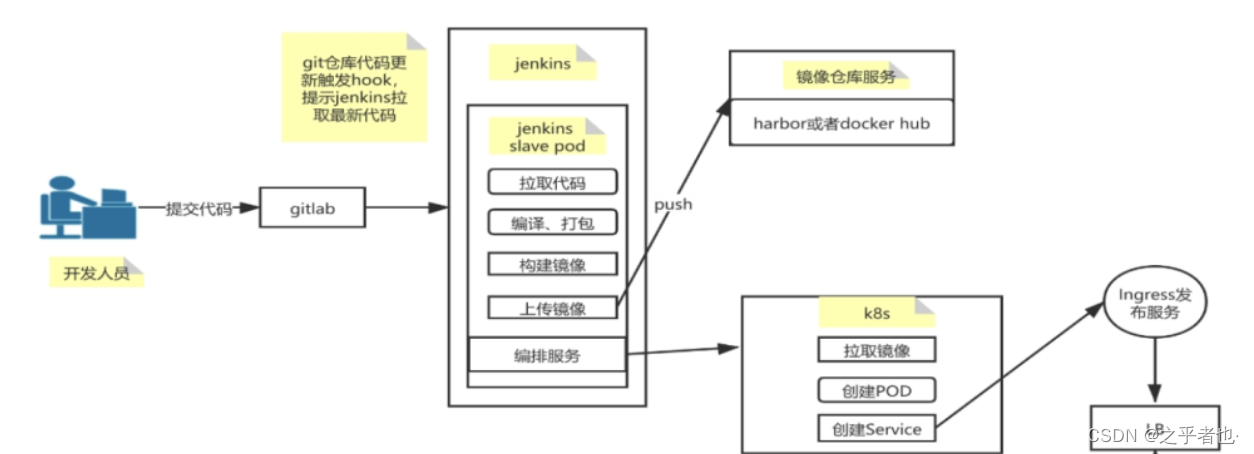 git仓库代码更
新触发hook，
提示jenkins拉
取最新代码
jenkins
镜像仓库服务
harbor或者docker hub
jenkins
slave pod
拉取代码
编译、打包
构建镜像
上传镜像
编排服务
push
提交代码
gitlab
开发人员
k8s
拉取镜像
创建POD
创建Service
Ingress发
布服务
LB
CSDN @之乎者也·